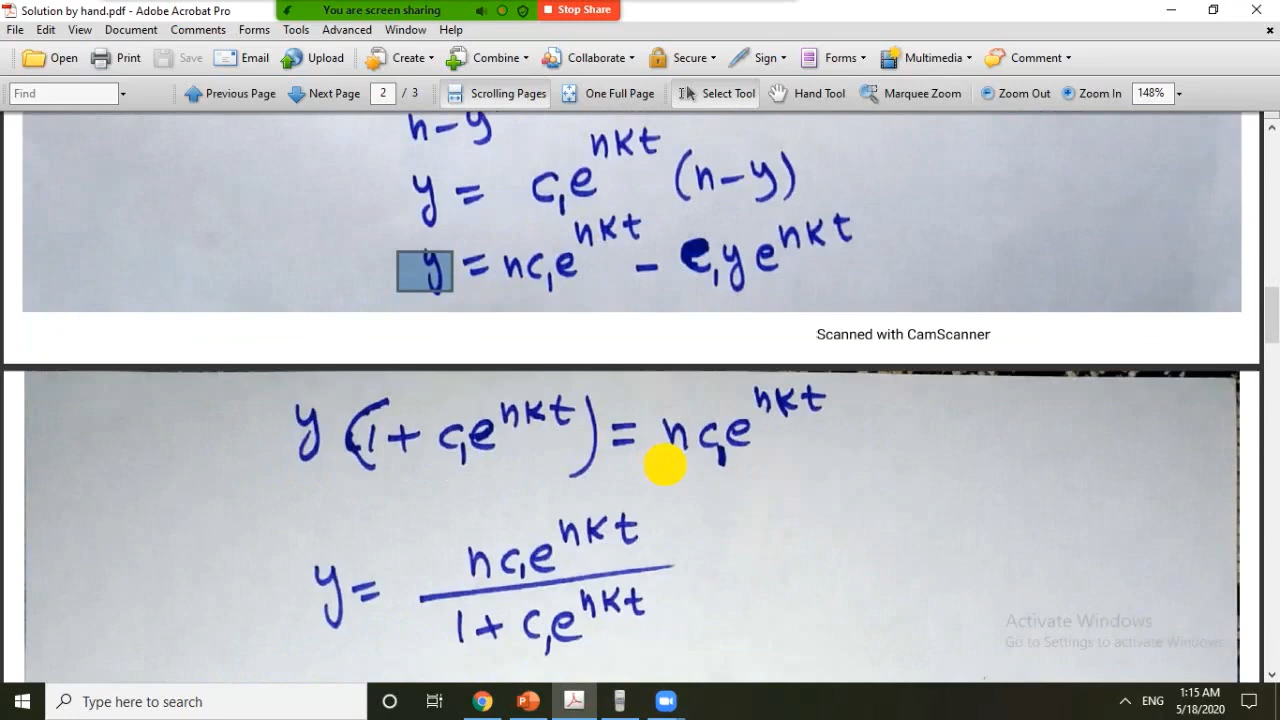 Solution by hand.pdf - Adobe Acrobat Pro
You are screen sharing
Stop Share
File Edit View Document Comments Forms Tools Advanced Window Help
Open Print Save Email Upload Create Combine Collaborate Secure Sign Forms Multimedia Comment
Find Previous Page Next Page 2 / 3 Scrolling Pages One Full Page Select Tool Hand Tool Marquee Zoom Zoom Out Zoom In 148%
n-y
y = c₁e^nkt (n-y)
y = nc₁e^nkt - c₁ye^nkt
Scanned with CamScanner
y (1 + c₁e^nkt) = nc₁e^nkt
y = nc₁e^nkt
1 + c₁e^nkt
Activate Windows
Go to Settings to activate Windows.
Type here to search
ENG
1:15 AM
5/18/2020